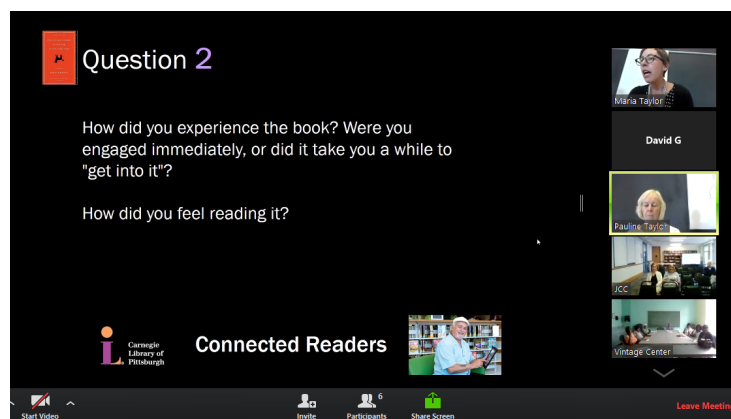 Question 2
How did you experience the book? Were you
engaged immediately, or did it take you a while to
"get into it"?
How did you feel reading it?
Carnegie
Library of
Pittsburgh
Connected Readers
Maria Taylor
David G
Pauline Taylor
JCC
Vintage Center
Start Video
Invite
Participants
6
Share Screen
Leave Meetin